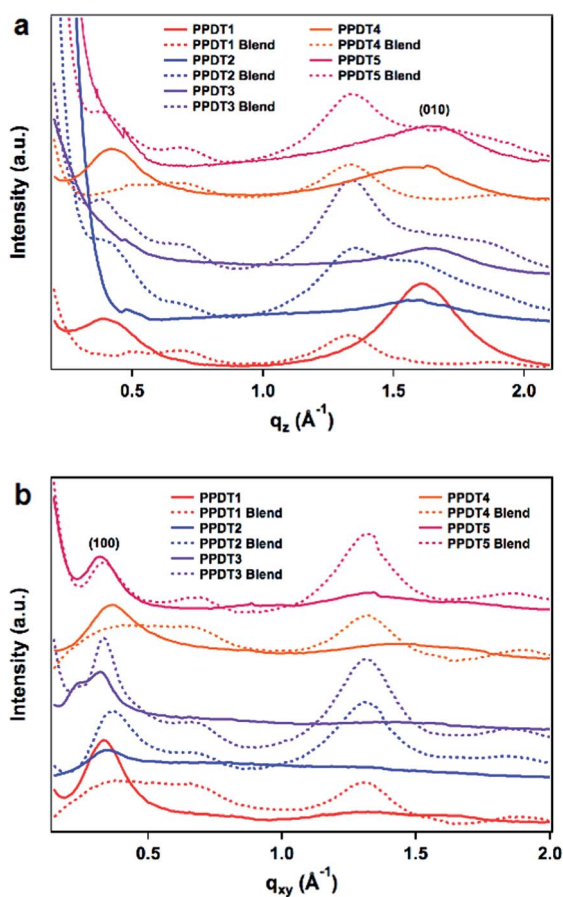 a
PPDT1
PPDT1 Blend
PPDT2
PPDT2 Blend
PPDT3
PPDT3 Blend
PPDT4
PPDT4 Blend
PPDT5
PPDT5 Blend
(010)
Intensity (a.u.)
0.5 1.0 1.5 2.0
qz (Å-1)
b
PPDT1
PPDT1 Blend
PPDT2
PPDT2 Blend
PPDT3
PPDT3 Blend
PPDT4
PPDT4 Blend
PPDT5
PPDT5 Blend
(100)
Intensity (a.u.)
0.5 1.0 1.5 2.0
qxy (Å-1)